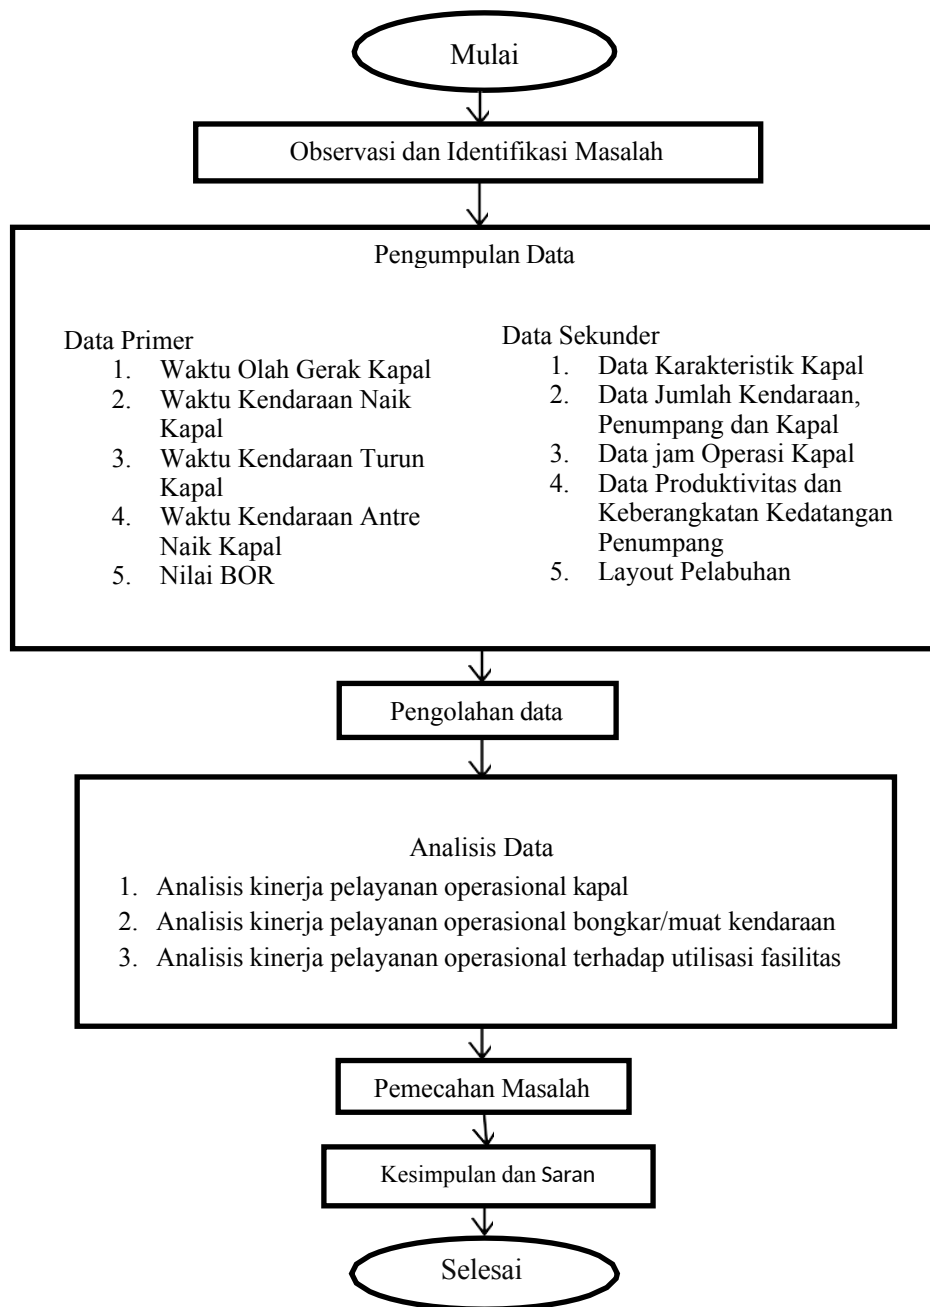 Mulai
Observasi dan Identifikasi Masalah
Pengumpulan Data
Data Primer
1. Waktu Olah Gerak Kapal
2. Waktu Kendaraan Naik
Kapal
3. Waktu Kendaraan Turun
Kapal
4. Waktu Kendaraan Antre
Naik Kapal
5. Nilai BOR
Data Sekunder
1. Data Karakteristik Kapal
2. Data Jumlah Kendaraan,
Penumpang dan Kapal
3. Data jam Operasi Kapal
4. Data Produktivitas dan
Keberangkatan Kedatangan
Penumpang
5. Layout Pelabuhan
Pengolahan data
Analisis Data
1. Analisis kinerja pelayanan operasional kapal
2. Analisis kinerja pelayanan operasional bongkar/muat kendaraan
3. Analisis kinerja pelayanan operasional terhadap utilisasi fasilitas
Pemecahan Masalah
Kesimpulan dan Saran
Selesai